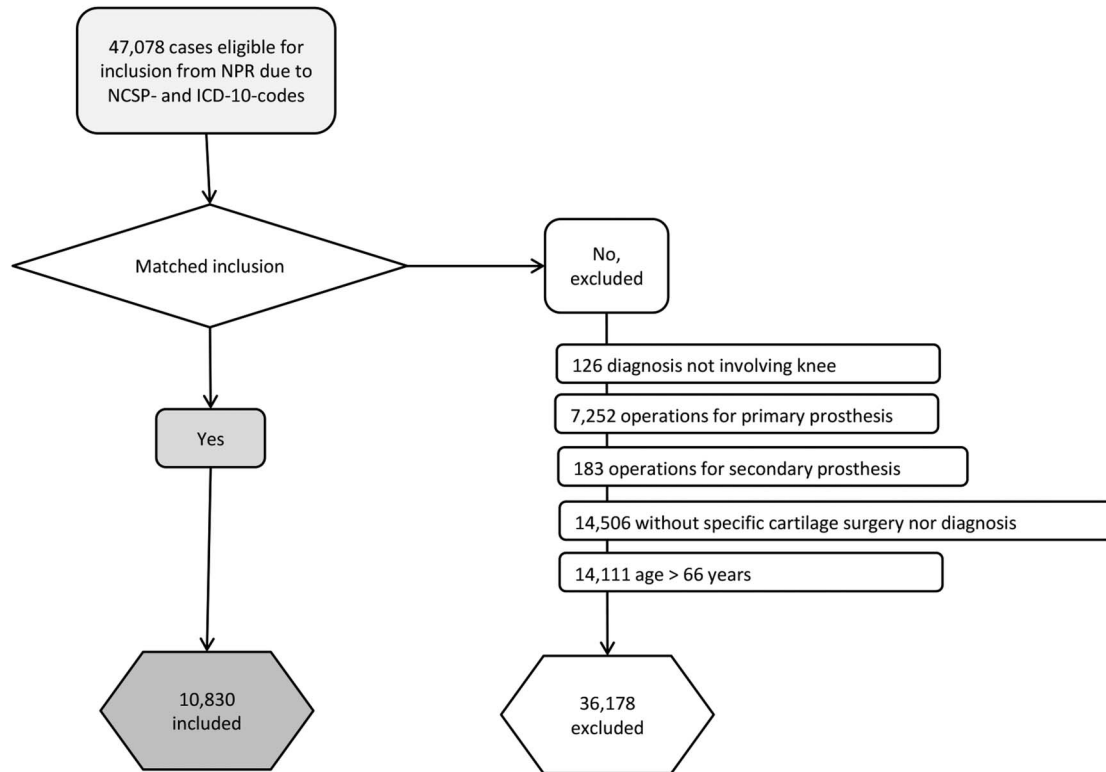 47,078 cases eligible for
inclusion from NPR due to
NCSP- and ICD-10-codes
Matched inclusion
No,
excluded
126 diagnosis not involving knee
7,252 operations for primary prosthesis
Yes
183 operations for secondary prosthesis
14,506 without specific cartilage surgery nor diagnosis
14,111 age > 66 years
10,830
included
36,178
excluded